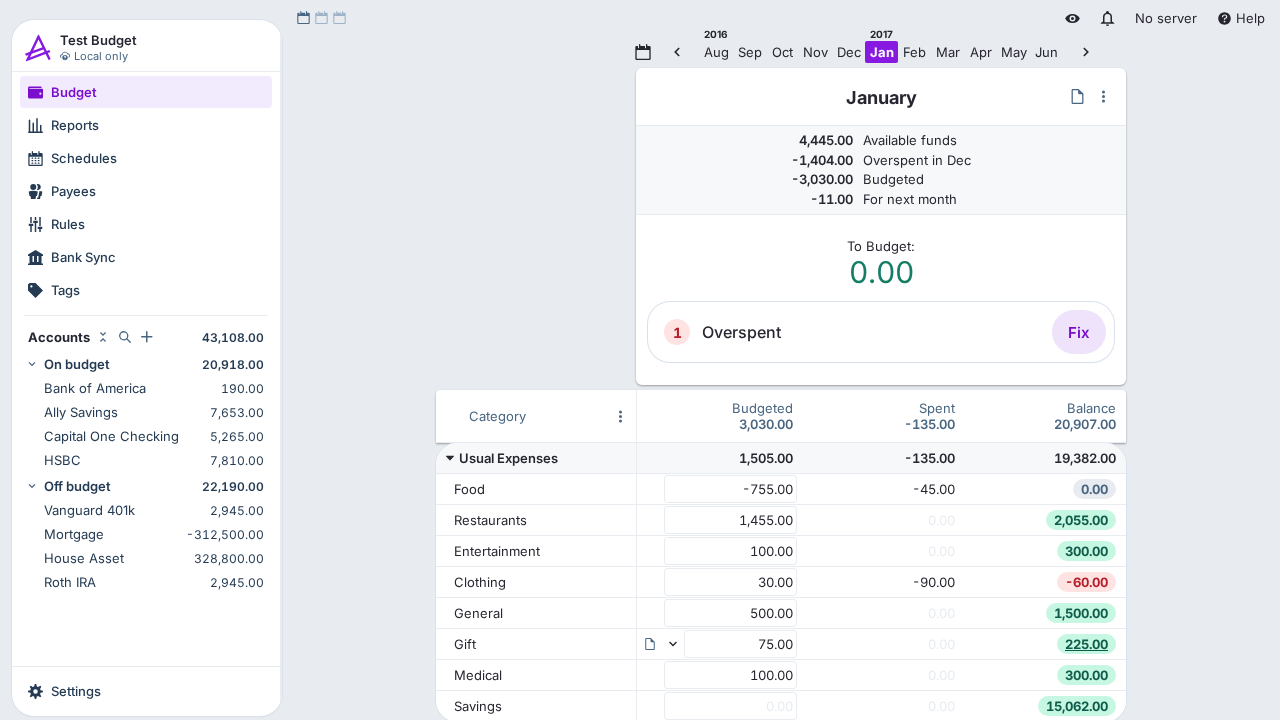 Test Budget
Local only
Budget
Reports
Schedules
Payees
Rules
Bank Sync
Tags
Accounts 43,108.00
On budget 20,918.00
Bank of America 190.00
Ally Savings 7,653.00
Capital One Checking 5,265.00
HSBC 7,810.00
Off budget 22,190.00
Vanguard 401k 2,945.00
Mortgage -312,500.00
House Asset 328,800.00
Roth IRA 2,945.00
Settings
No server Help
2016 2017
Aug Sep Oct Nov Dec Jan Feb Mar Apr May Jun
January
4,445.00 Available funds
-1,404.00 Overspent in Dec
-3,030.00 Budgeted
-11.00 For next month
To Budget:
0.00
1 Overspent Fix
Category Budgeted Spent Balance
3,030.00 -135.00 20,907.00
Usual Expenses 1,505.00 -135.00 19,382.00
Food -755.00 -45.00 0.00
Restaurants 1,455.00 0.00 2,055.00
Entertainment 100.00 0.00 300.00
Clothing 30.00 -90.00 -60.00
General 500.00 0.00 1,500.00
Gift 75.00 0.00 225.00
Medical 100.00 0.00 300.00
Savings 0.00 0.00 15,062.00